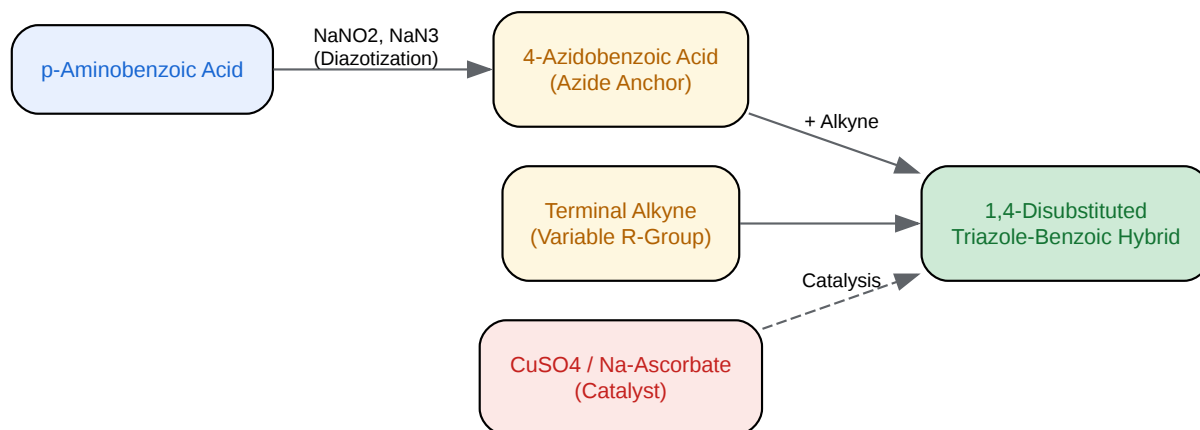 p-Aminobenzoic Acid
NaNO2, NaN3
(Diazotization)
4-Azidobenzoic Acid
(Azide Anchor)
+ Alkyne
Terminal Alkyne
(Variable R-Group)
1,4-Disubstituted
Triazole-Benzoic Hybrid
Catalysis
CuSO4 / Na-Ascorbate
(Catalyst)